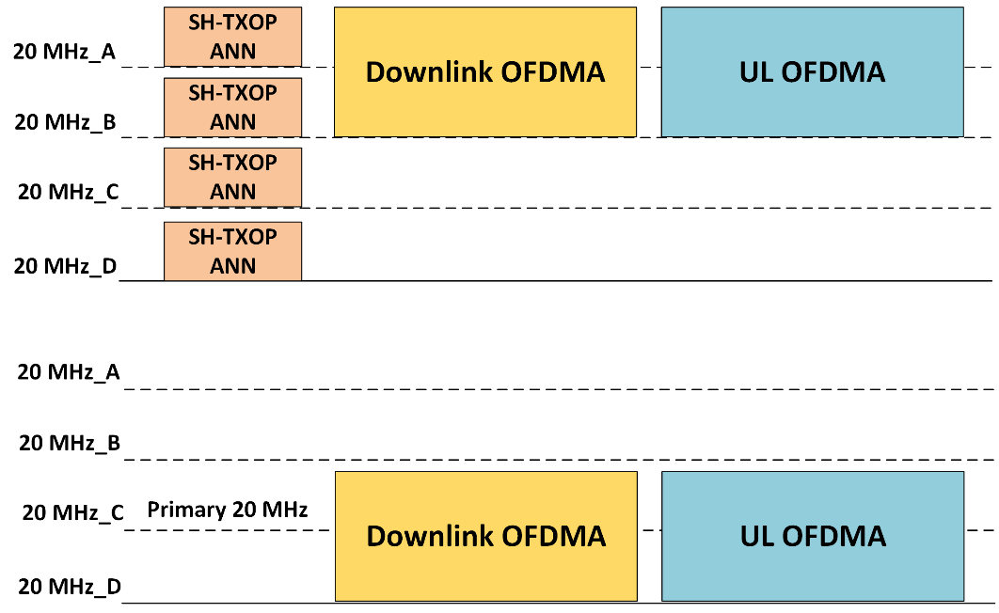 SH-TXOP
ANN
20 MHz_A
Downlink OFDMA
UL OFDMA
SH-TXOP
ANN
20 MHz_B
SH-TXOP
ANN
20 MHz_C
SH-TXOP
ANN
20 MHz_D
20 MHz_A
20 MHz_B
20 MHz_C
Primary 20 MHz
Downlink OFDMA
UL OFDMA
20 MHz_D